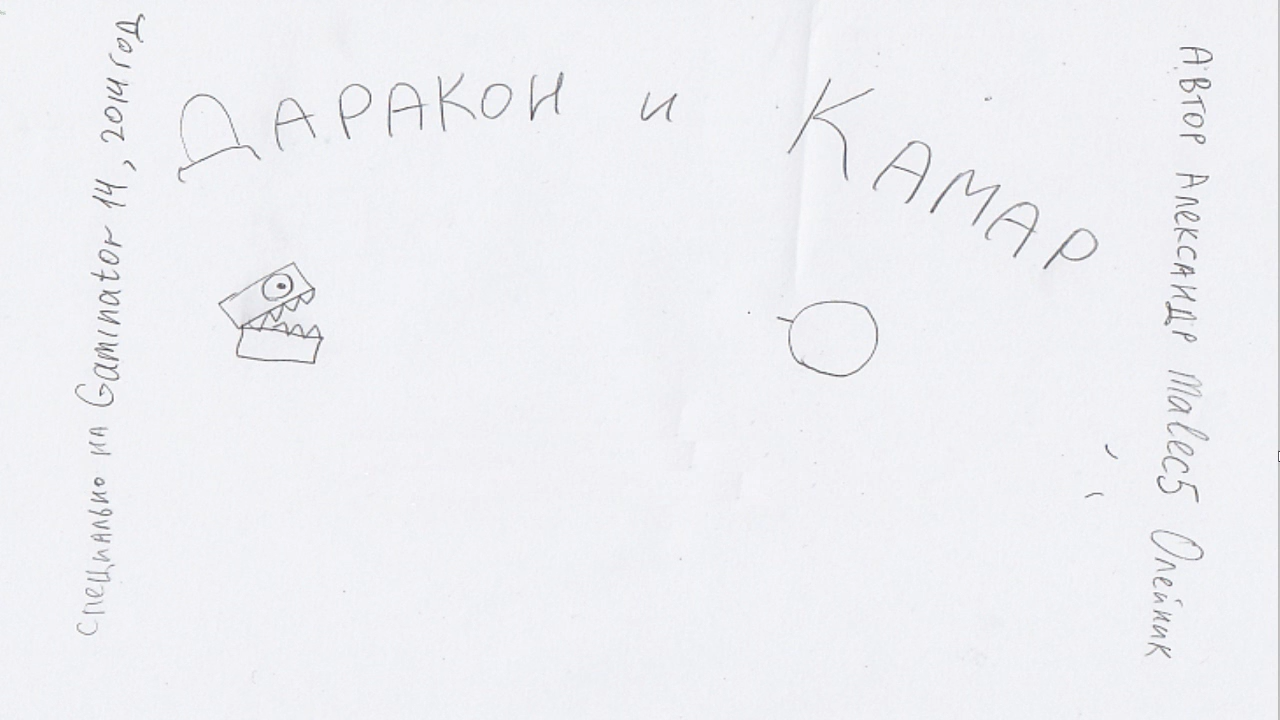 Даракон и Камар
Специально на Gaminator 14, 2014 год
Автор Александр Malec5 Олейник